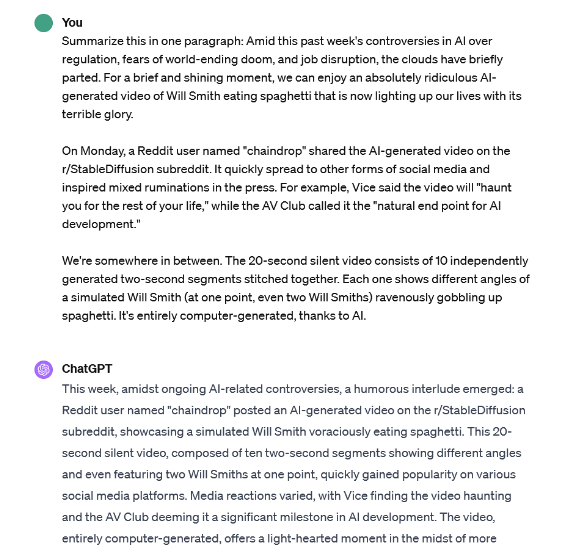 You
Summarize this in one paragraph: Amid this past week's controversies in AI over
regulation, fears of world-ending doom, and job disruption, the clouds have briefly
parted. For a brief and shining moment, we can enjoy an absolutely ridiculous AI-
generated video of Will Smith eating spaghetti that is now lighting up our lives with its
terrible glory.
On Monday, a Reddit user named "chaindrop" shared the AI-generated video on the
r/StableDiffusion subreddit. It quickly spread to other forms of social media and
inspired mixed ruminations in the press. For example, Vice said the video will "haunt
you for the rest of your life," while the AV Club called it the "natural end point for AI
development."
We're somewhere in between. The 20-second silent video consists of 10 independently
generated two-second segments stitched together. Each one shows different angles of
a simulated Will Smith (at one point, even two Will Smiths) ravenously gobbling up
spaghetti. It's entirely computer-generated, thanks to AI.
ChatGPT
This week, amidst ongoing AI-related controversies, a humorous interlude emerged: a
Reddit user named "chaindrop" posted an AI-generated video on the r/StableDiffusion
subreddit, showcasing a simulated Will Smith voraciously eating spaghetti. This 20-
second silent video, composed of ten two-second segments showing different angles
and even featuring two Will Smiths at one point, quickly gained popularity on various
social media platforms. Media reactions varied, with Vice finding the video haunting
and the AV Club deeming it a significant milestone in AI development. The video,
entirely computer-generated, offers a light-hearted moment in the midst of more